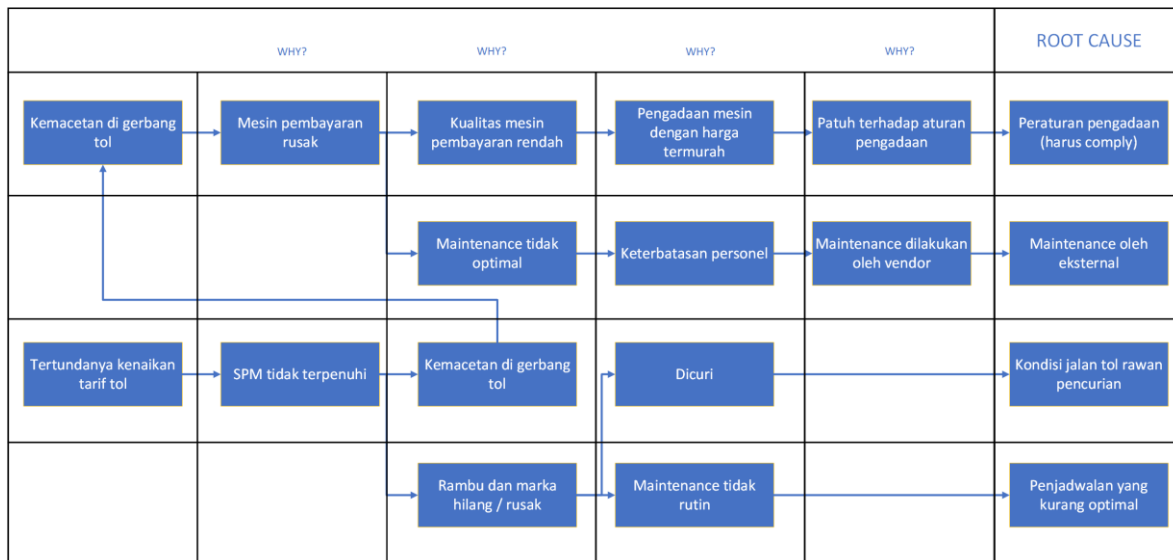 WHY?
WHY?
WHY?
WHY?
ROOT CAUSE
Kemacetan di gerbang
tol
Mesin pembayaran
rusak
Kualitas mesin
pembayaran rendah
Pengadaan mesin
dengan harga
termurah
Patuh terhadap aturan
pengadaan
Peraturan pengadaan
(harus comply)
Maintenance tidak
optimal
Keterbatasan personel
Maintenance dilakukan
oleh vendor
Maintenance oleh
eksternal
Tertundanya kenaikan
tarif tol
SPM tidak terpenuhi
Kemacetan di gerbang
tol
Dicuri
Kondisi jalan tol rawan
pencurian
Rambu dan marka
hilang / rusak
Maintenance tidak
rutin
Penjadwalan yang
kurang optimal